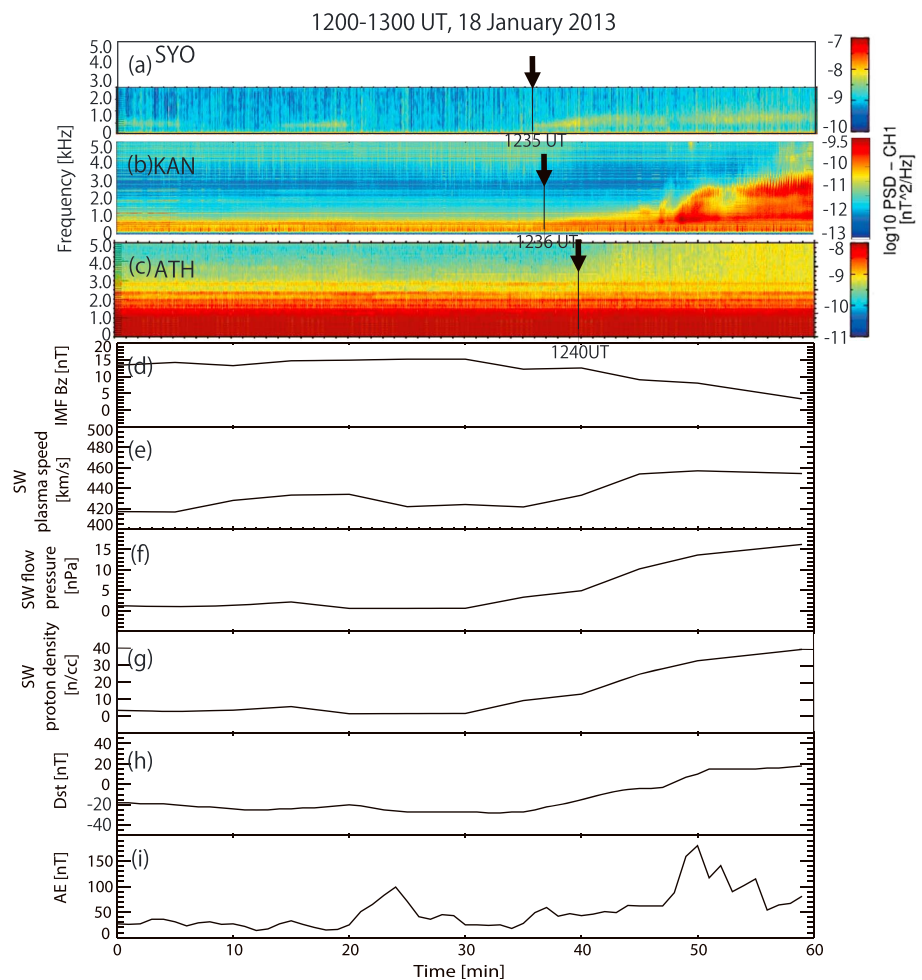 1200-1300 UT, 18 January 2013
(a) SYO
5.0
4.0
3.0
2.0
1.0
0
1235 UT
-7
-8
-9
-10
(b) KAN
5.0
4.0
3.0
2.0
1.0
0
1236 UT
-9.5
-10
-11
-12
-13
(c) ATH
5.0
4.0
3.0
2.0
1.0
0
1240UT
-8
-9
-10
-11
Frequency [kHz]
log10 PSD – CH1
[nT^2/Hz]
(d)
IMF Bz [nT]
20
15
10
5
0
(e)
SW
plasma speed
[km/s]
500
480
460
440
420
400
(f)
SW flow
pressure
[nPa]
15
10
5
0
(g)
SW
proton density
[n/cc]
40
30
20
10
0
(h)
Dst [nT]
40
20
0
-20
-40
(i)
AE [nT]
150
100
50
0
0 10 20 30 40 50 60
Time [min]